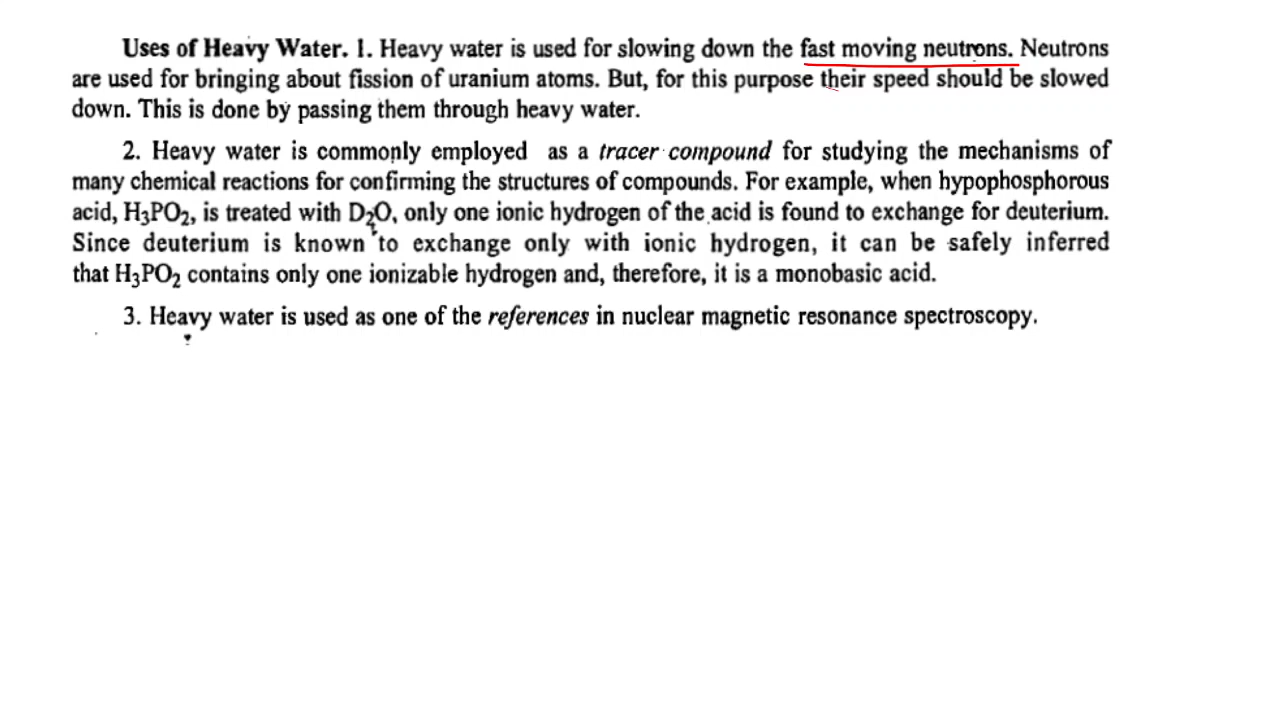 Uses of Heavy Water. 1. Heavy water is used for slowing down the fast moving neutrons. Neutrons
are used for bringing about fission of uranium atoms. But, for this purpose their speed should be slowed
down. This is done by passing them through heavy water.
2. Heavy water is commonly employed as a tracer compound for studying the mechanisms of
many chemical reactions for confirming the structures of compounds. For example, when hypophosphorous
acid, H₃PO₂, is treated with D₂O, only one ionic hydrogen of the acid is found to exchange for deuterium.
Since deuterium is known to exchange only with ionic hydrogen, it can be safely inferred
that H₃PO₂ contains only one ionizable hydrogen and, therefore, it is a monobasic acid.
3. Heavy water is used as one of the references in nuclear magnetic resonance spectroscopy.